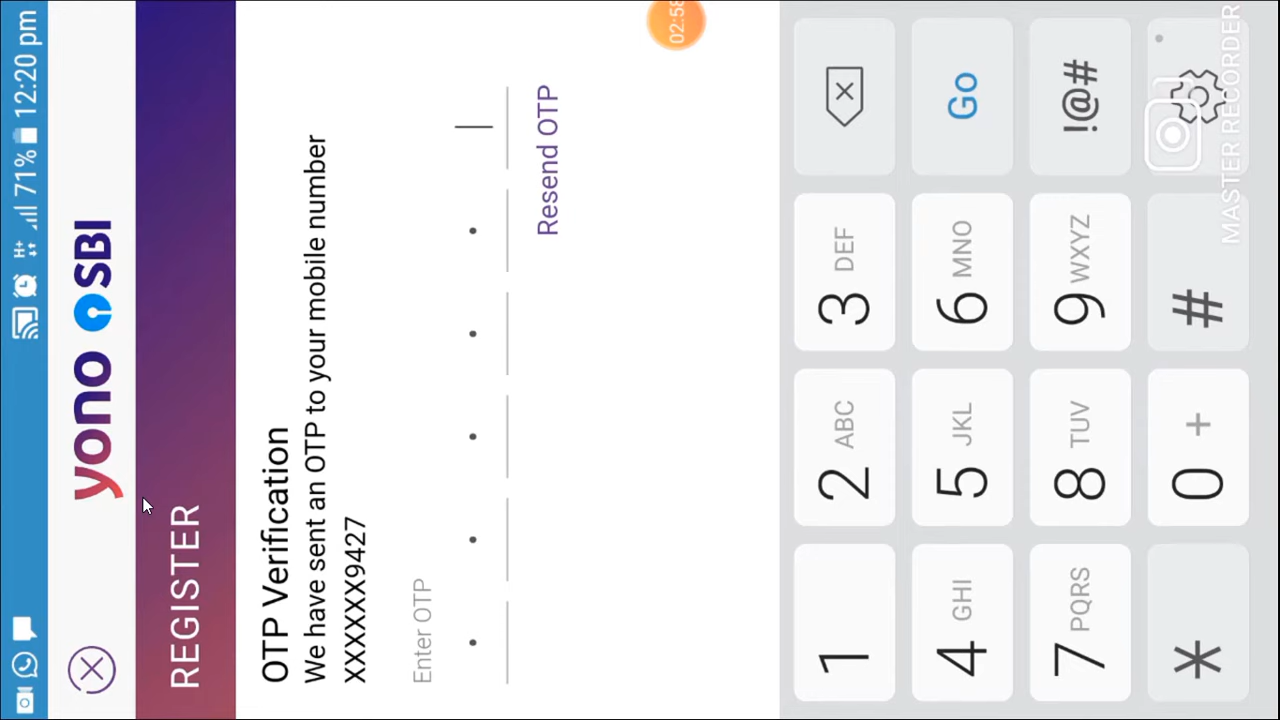 71% 12:20 pm
yono SBI
REGISTER
OTP Verification
We have sent an OTP to your mobile number
XXXXXX9427
Enter OTP
Resend OTP
02:58
1
2 ABC
3 DEF
4 GHI
5 JKL
6 MNO
Go
7 PQRS
8 TUV
9 WXYZ
!@#
*
0 +
#
MASTER RECORDER